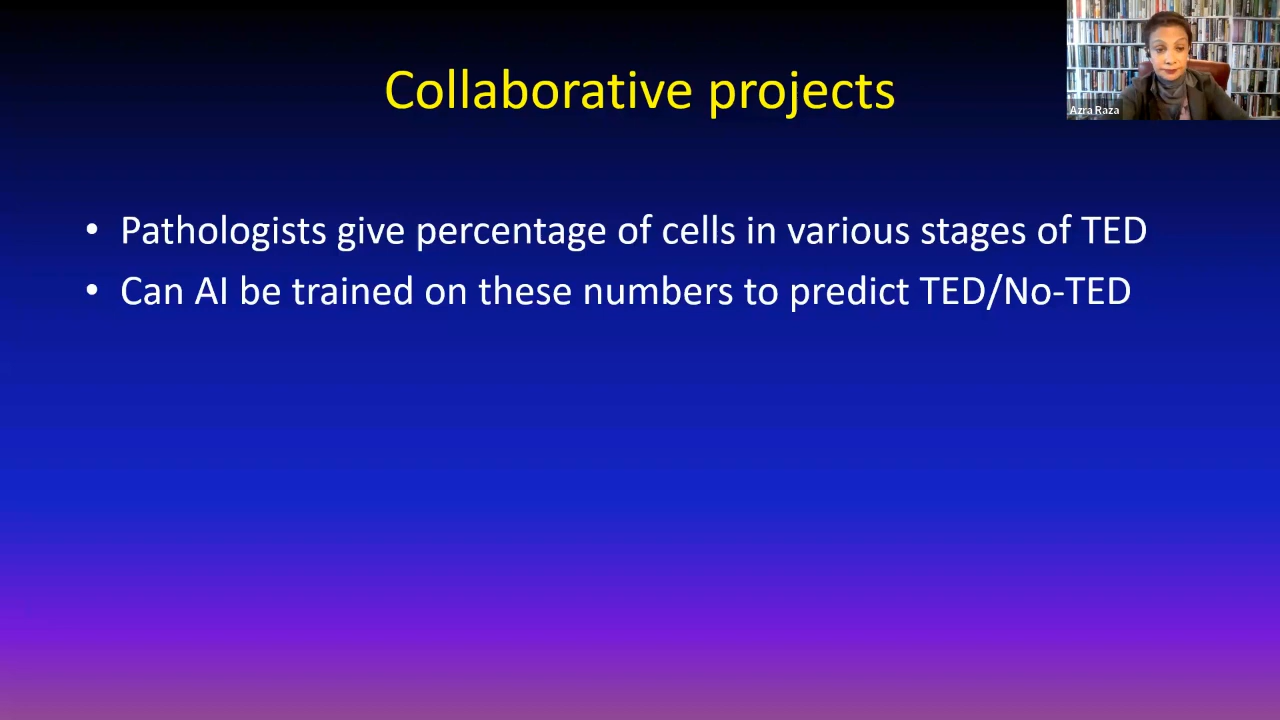 Collaborative projects
Azra Raza
• Pathologists give percentage of cells in various stages of TED
• Can AI be trained on these numbers to predict TED/No-TED